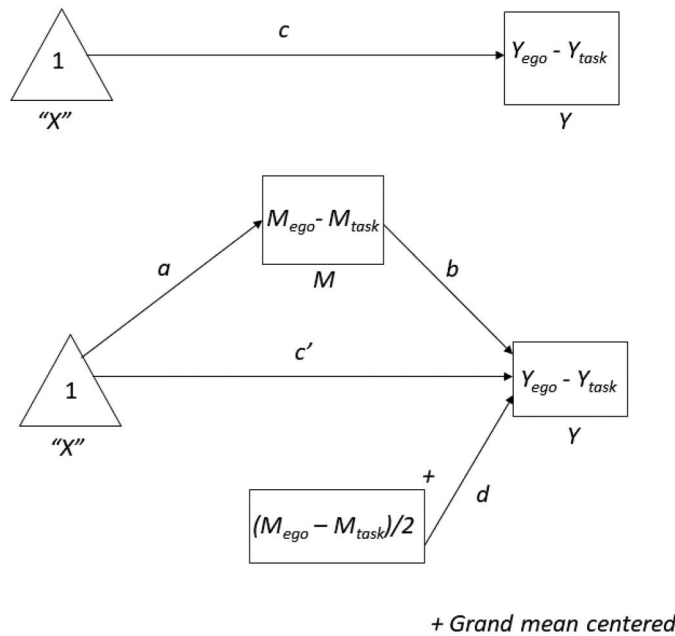 c
1
Y_ego - Y_task
"X"
Y
M_ego - M_task
a
M
b
c'
1
Y_ego - Y_task
"X"
Y
+
(M_ego – M_task)/2
d
+ Grand mean centered